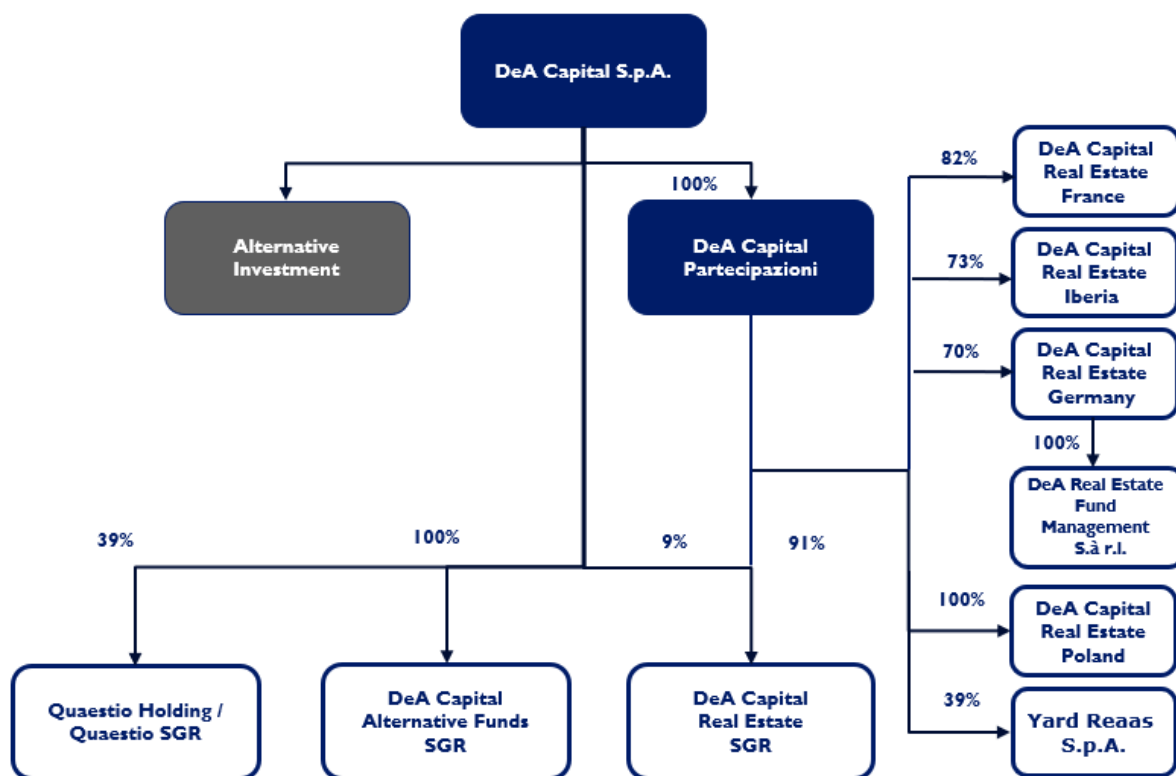 DeA Capital S.p.A.
100%
Alternative
Investment
DeA Capital
Partecipazioni
82%
DeA Capital
Real Estate
France
73%
DeA Capital
Real Estate
Iberia
70%
DeA Capital
Real Estate
Germany
100%
DeA Real Estate
Fund
Management
S.à r.l.
39%
100%
9%
91%
100%
DeA Capital
Real Estate
Poland
39%
Yard Reaas
S.p.A.
Quaestio Holding /
Quaestio SGR
DeA Capital
Alternative Funds
SGR
DeA Capital
Real Estate
SGR